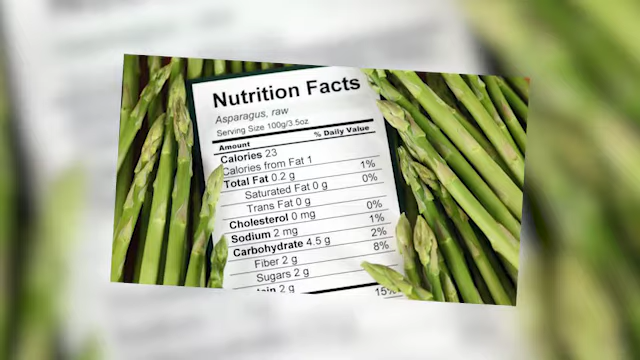 Nutrition Facts
Asparagus, raw
Serving Size 100g/3.5oz
Amount % Daily Value
Calories 23
Calories from Fat 1
Total Fat 0.2 g 1%
Saturated Fat 0 g 0%
Trans Fat 0 g
Cholesterol 0 mg 0%
Sodium 2 mg 1%
Carbohydrate 4.5 g 2%
Fiber 2 g 8%
Sugars 2 g
2 g
15%